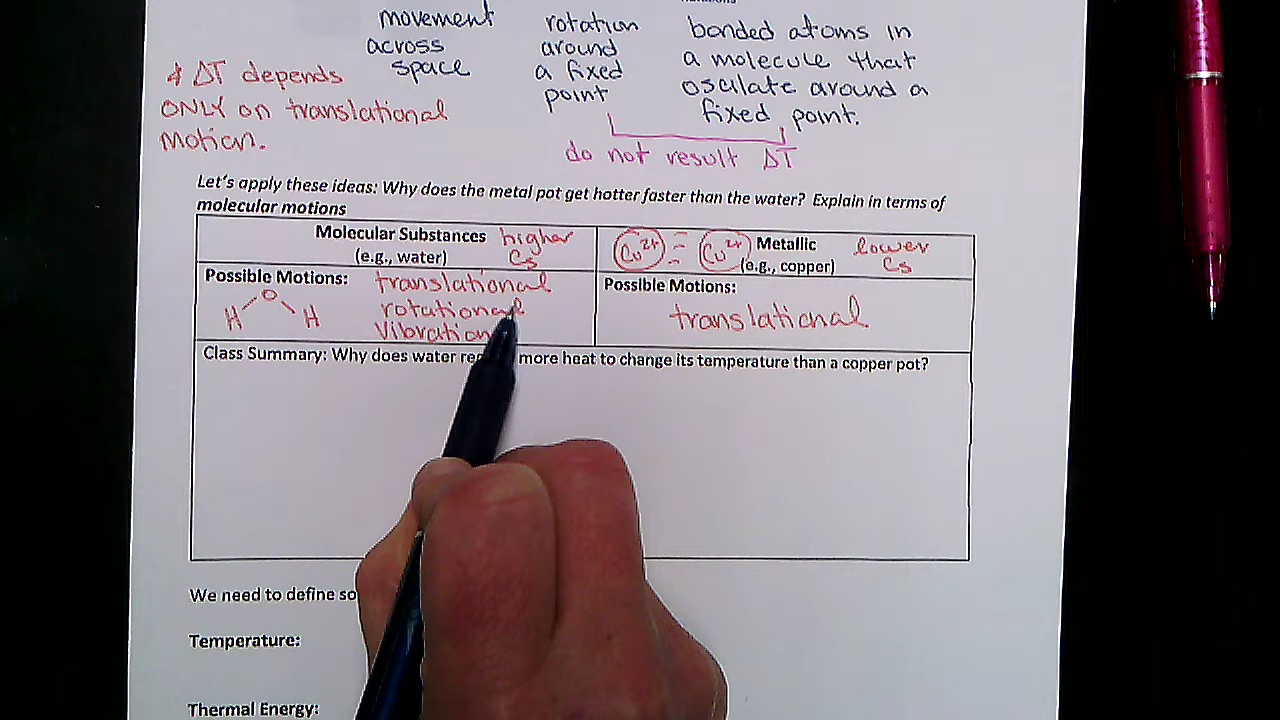 movement rotation bonded atoms in
across around a molecule that
space a fixed oscilate around a
point fixed point.
* ΔT depends
ONLY on translational
Motion.
do not result ΔT
Let's apply these ideas: Why does the metal pot get hotter faster than the water? Explain in terms of
molecular motions
Molecular Substances higher
(e.g., water) Cs
Cu2+ Cu2+ Metallic lower
(e.g., copper) Cs
Possible Motions: translational
rotational
H O H
Possible Motions:
translational
Class Summary: Why does water more heat to change its temperature than a copper pot?
We need to define
Temperature:
Thermal Energy: